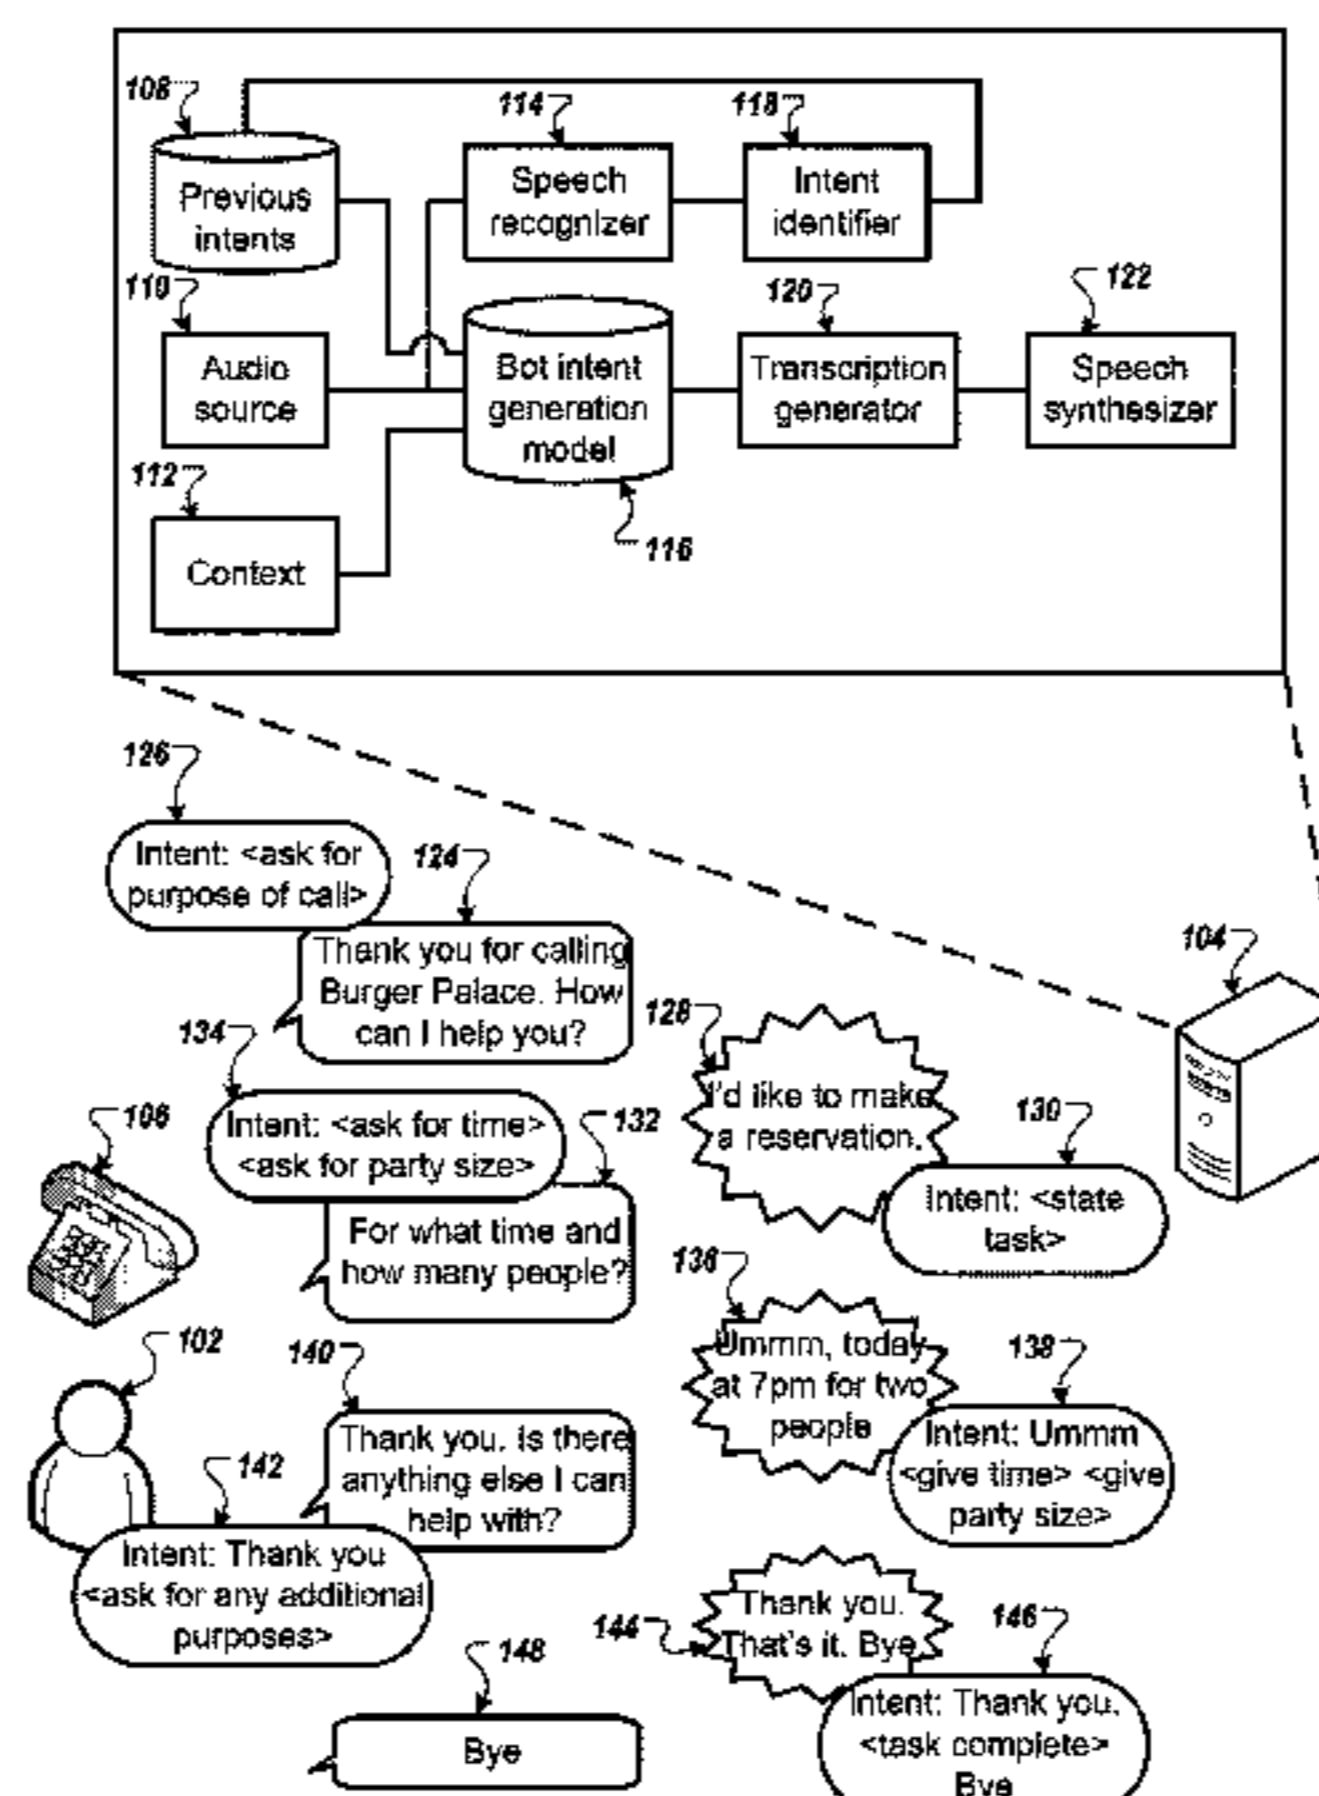 108
114
118
Previous
intents
Speech
recognizer
Intent
identifier
110
120
122
Audio
source
Bot intent
generation
model
Transcription
generator
Speech
synthesizer
112
116
Context
126
Intent: <ask for
purpose of call>
124
Thank you for calling
Burger Palace. How
can I help you?
104
128
I'd like to make
a reservation.
134
Intent: <ask for time>
<ask for party size>
106
132
For what time and
how many people?
130
Intent: <state
task>
136
Ummm, today
at 7pm for two
people
138
Intent: Ummm
<give time> <give
party size>
102
140
Thank you. Is there
anything else I can
help with?
142
Intent: Thank you
<ask for any additional
purposes>
144
Thank you.
That's it. Bye
146
Intent: Thank you.
<task complete>
Bye
148
Bye